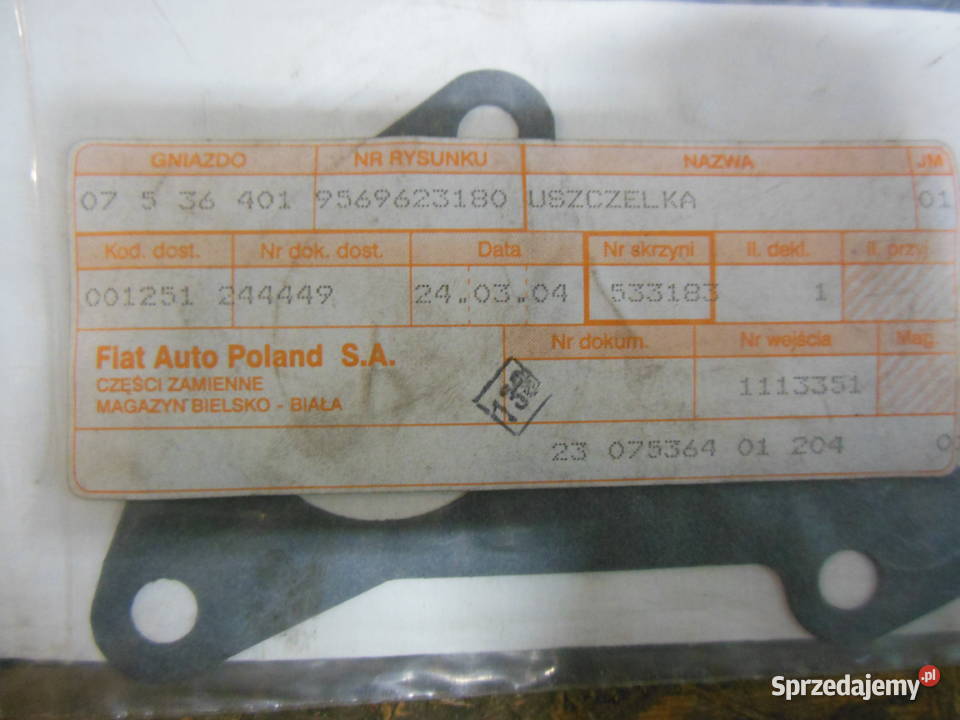 GNIAZDO NR RYSUNKU NAZWA JM
07 5 36 401 9569623180 USZCZELKA 01
Kod. dost. Nr dok. dost. Data Nr skrzyni Il. dekl. Il. przyj.
001251 244449 24.03.04 533183 1
Fiat Auto Poland S.A. Nr dokum. Nr wejścia Mag.
CZĘŚCI ZAMIENNE 1113351
MAGAZYN BIELSKO - BIAŁA
23 075364 01 204
Sprzedajemy.pl